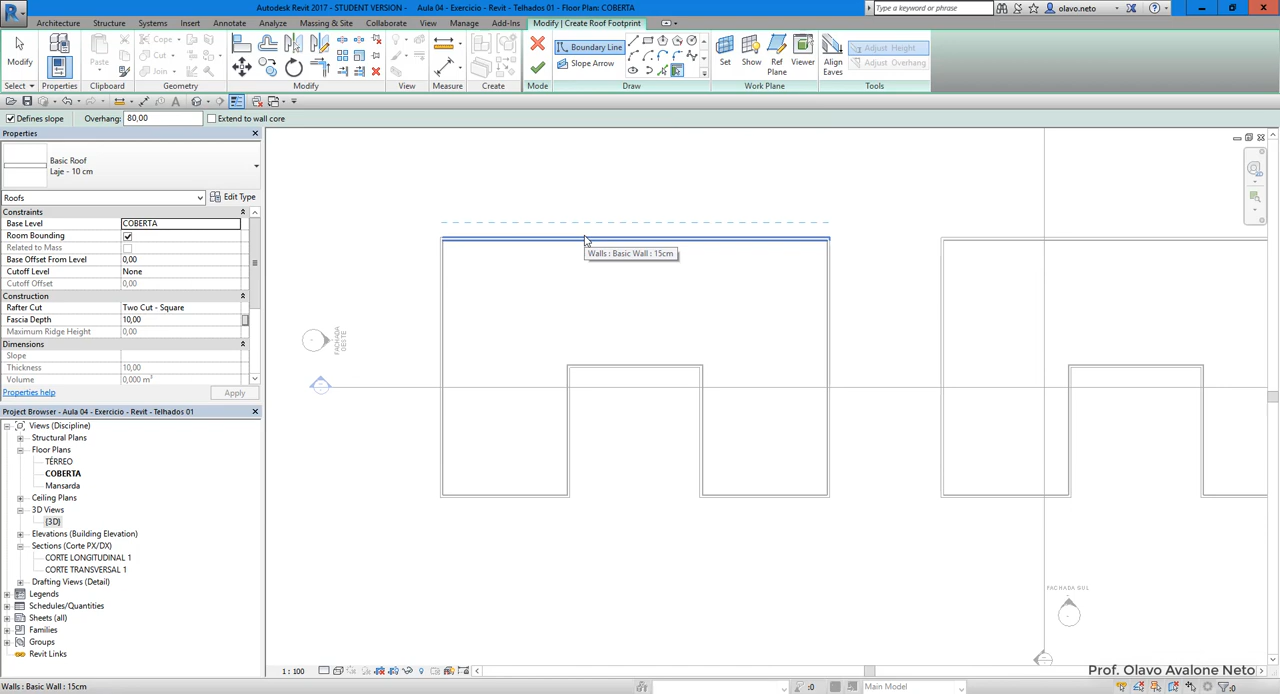 Autodesk Revit 2017 - STUDENT VERSION - Aula 04 - Exercicio - Revit - Telhados 01 - Floor Plan: COBERTA
Type a keyword or phrase
olavo.neto
Architecture Structure Systems Insert Annotate Analyze Massing & Site Collaborate View Manage Add-Ins Modify | Create Roof Footprint
Modify
Paste
Cope
Cut
Join
Boundary Line
Slope Arrow
Set Show Ref Plane Viewer
Align Eaves
Adjust Height
Adjust Overhang
Select Properties Clipboard Geometry Modify View Measure Create Mode Draw Work Plane Tools
Defines slope Overhang: 80,00 Extend to wall core
Properties
Basic Roof
Laje - 10 cm
Roofs Edit Type
Constraints
Base Level COBERTA
Room Bounding
Related to Mass
Base Offset From Level 0,00
Cutoff Level None
Cutoff Offset 0,00
Construction
Rafter Cut Two Cut - Square
Fascia Depth 10,00
Maximum Ridge Height 0,00
Dimensions
Slope
Thickness 10,00
Volume 0,000 m³
Properties help Apply
Project Browser - Aula 04 - Exercicio - Revit - Telhados 01
Views (Discipline)
Structural Plans
Floor Plans
TÉRREO
COBERTA
Mansarda
Ceiling Plans
3D Views
{3D}
Elevations (Building Elevation)
Sections (Corte PX/DX)
CORTE LONGITUDINAL 1
CORTE TRANSVERSAL 1
Drafting Views (Detail)
Legends
Schedules/Quantities
Sheets (all)
Families
Groups
Revit Links
Walls : Basic Wall : 15cm
FACHADA OESTE
FACHADA SUL
1 : 100
Prof. Olavo Avalone Neto
Walls : Basic Wall : 15cm
:0
Main Model
:0